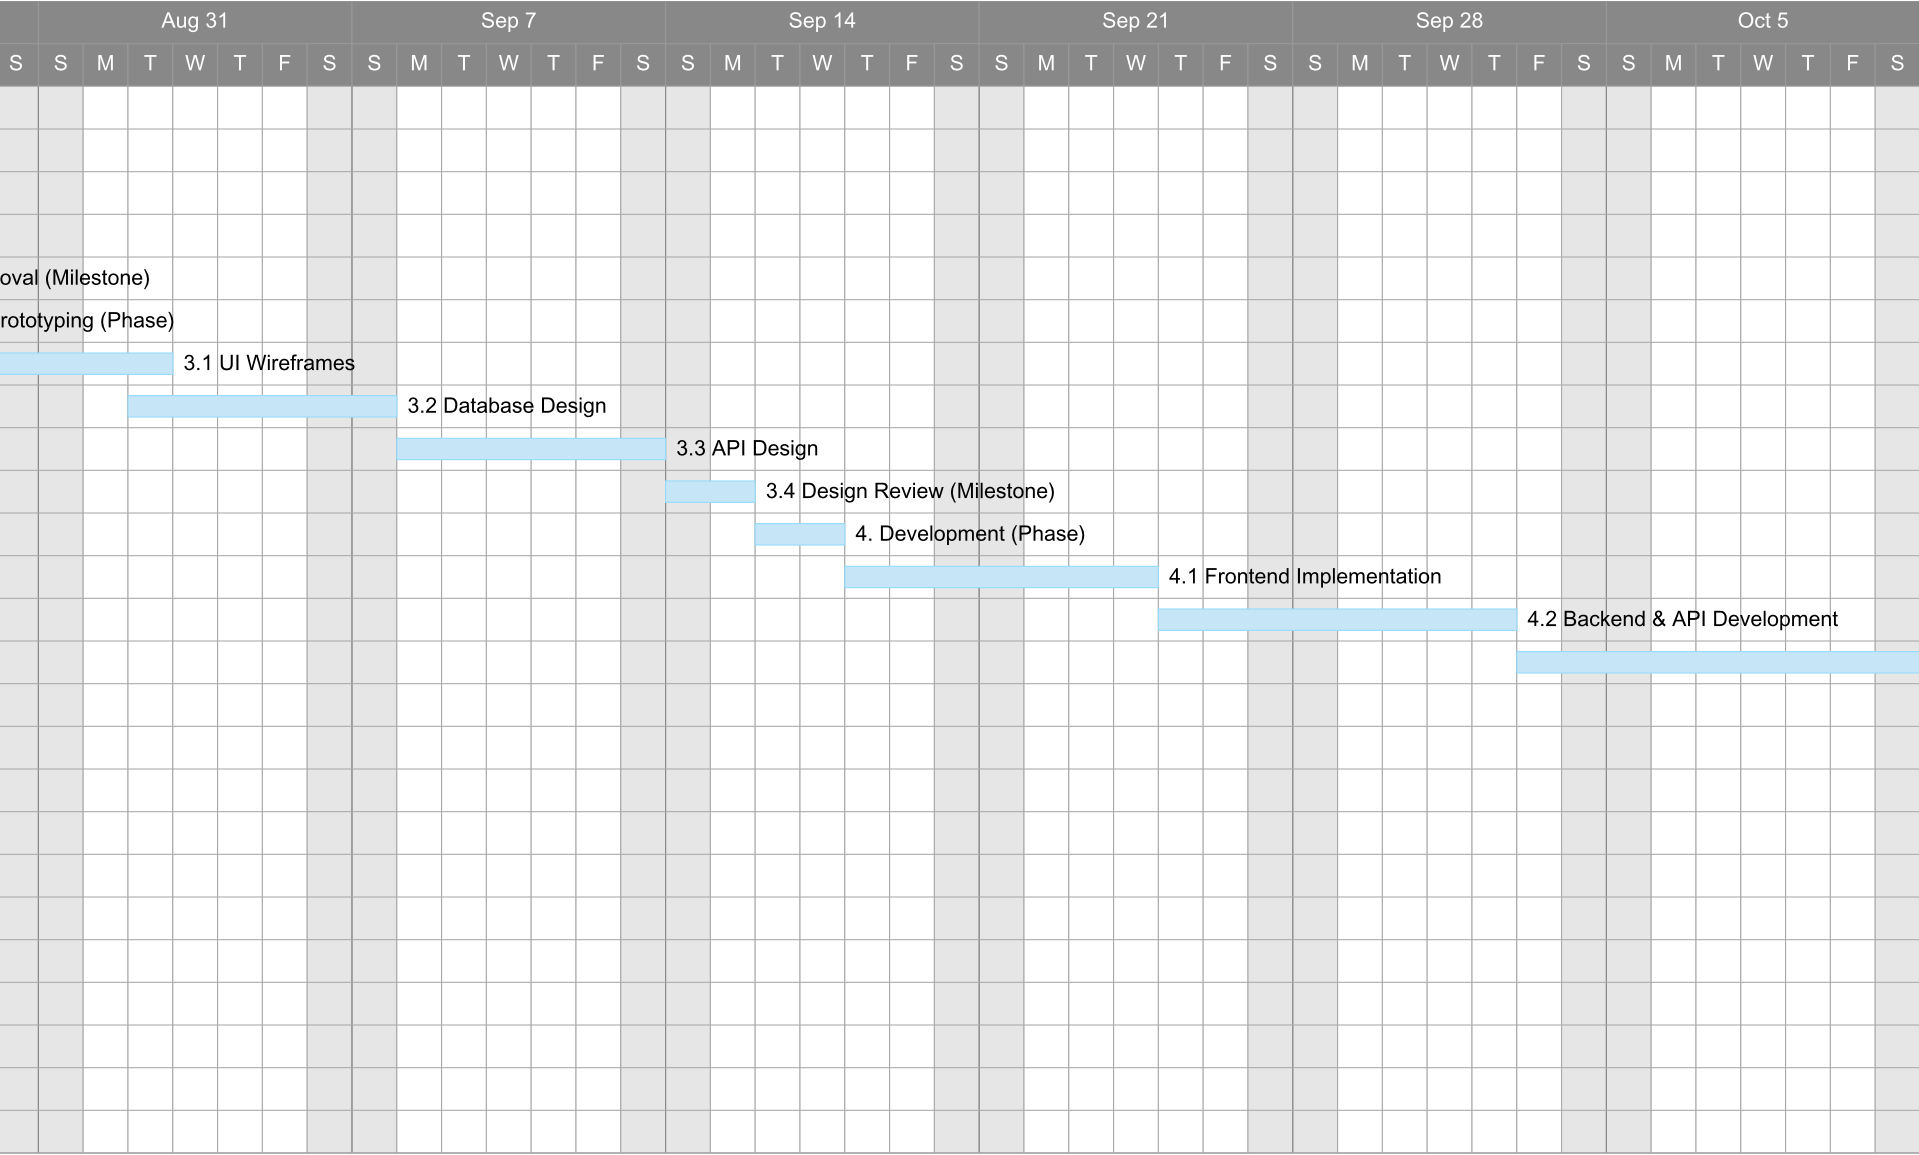 Aug 31 Sep 7 Sep 14 Sep 21 Sep 28 Oct 5
S S M T W T F S S M T W T F S S M T W T F S S M T W T F S S M T W T F S S M T W T F S
oval (Milestone)
rototyping (Phase)
3.1 UI Wireframes
3.2 Database Design
3.3 API Design
3.4 Design Review (Milestone)
4. Development (Phase)
4.1 Frontend Implementation
4.2 Backend & API Development